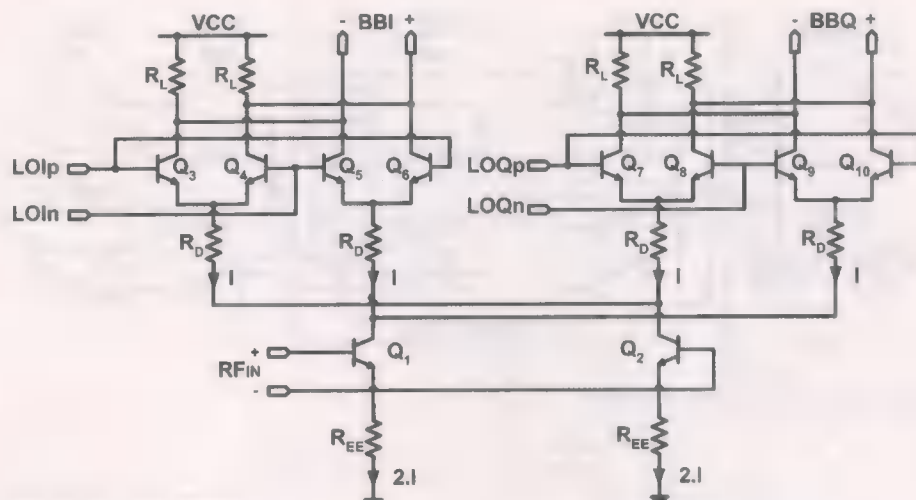 VCC - BBI + VCC - BBQ +
RL RL RL RL
LOIp Q3 Q4 Q5 Q6 LOQp Q7 Q8 Q9 Q10
LOIn LOQn
RD RD RD RD
I I I I
+ Q1 Q2
RFIN
-
REE REE
2.I 2.I